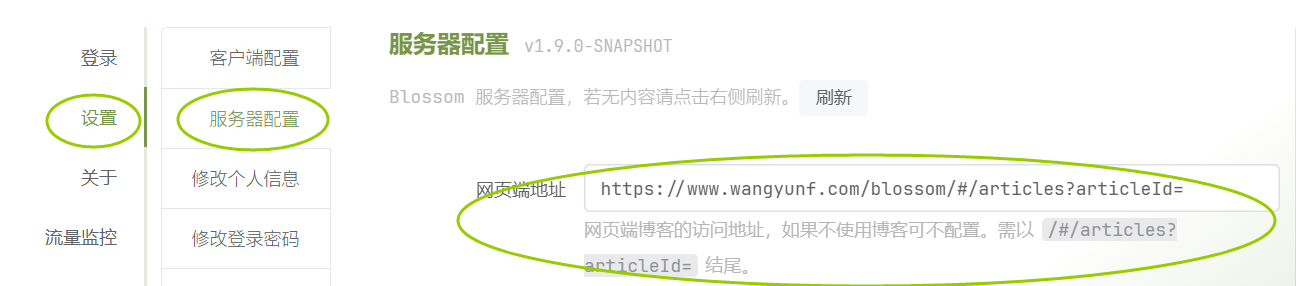 登录
设置
关于
流量监控
客户端配置
服务器配置
修改个人信息
修改登录密码
服务器配置 v1.9.0-SNAPSHOT
Blossom 服务器配置，若无内容请点击右侧刷新。 刷新
网页端地址 https://www.wangyunf.com/blossom/#/articles?articleId=
网页端博客的访问地址，如果不使用博客可不配置。需以 /#/articles?
articleId= 结尾。